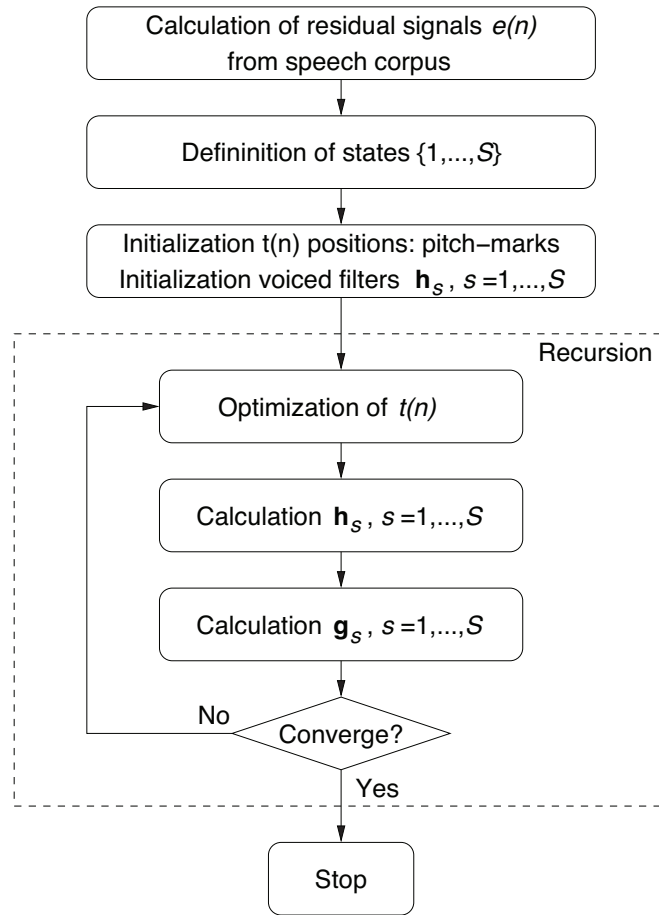 Calculation of residual signals e(n)
from speech corpus
Defininition of states {1,...,S}
Initialization t(n) positions: pitch−marks
Initialization voiced filters h_s , s =1,...,S
Recursion
Optimization of t(n)
Calculation h_s , s =1,...,S
Calculation g_s , s =1,...,S
No
Converge?
Yes
Stop